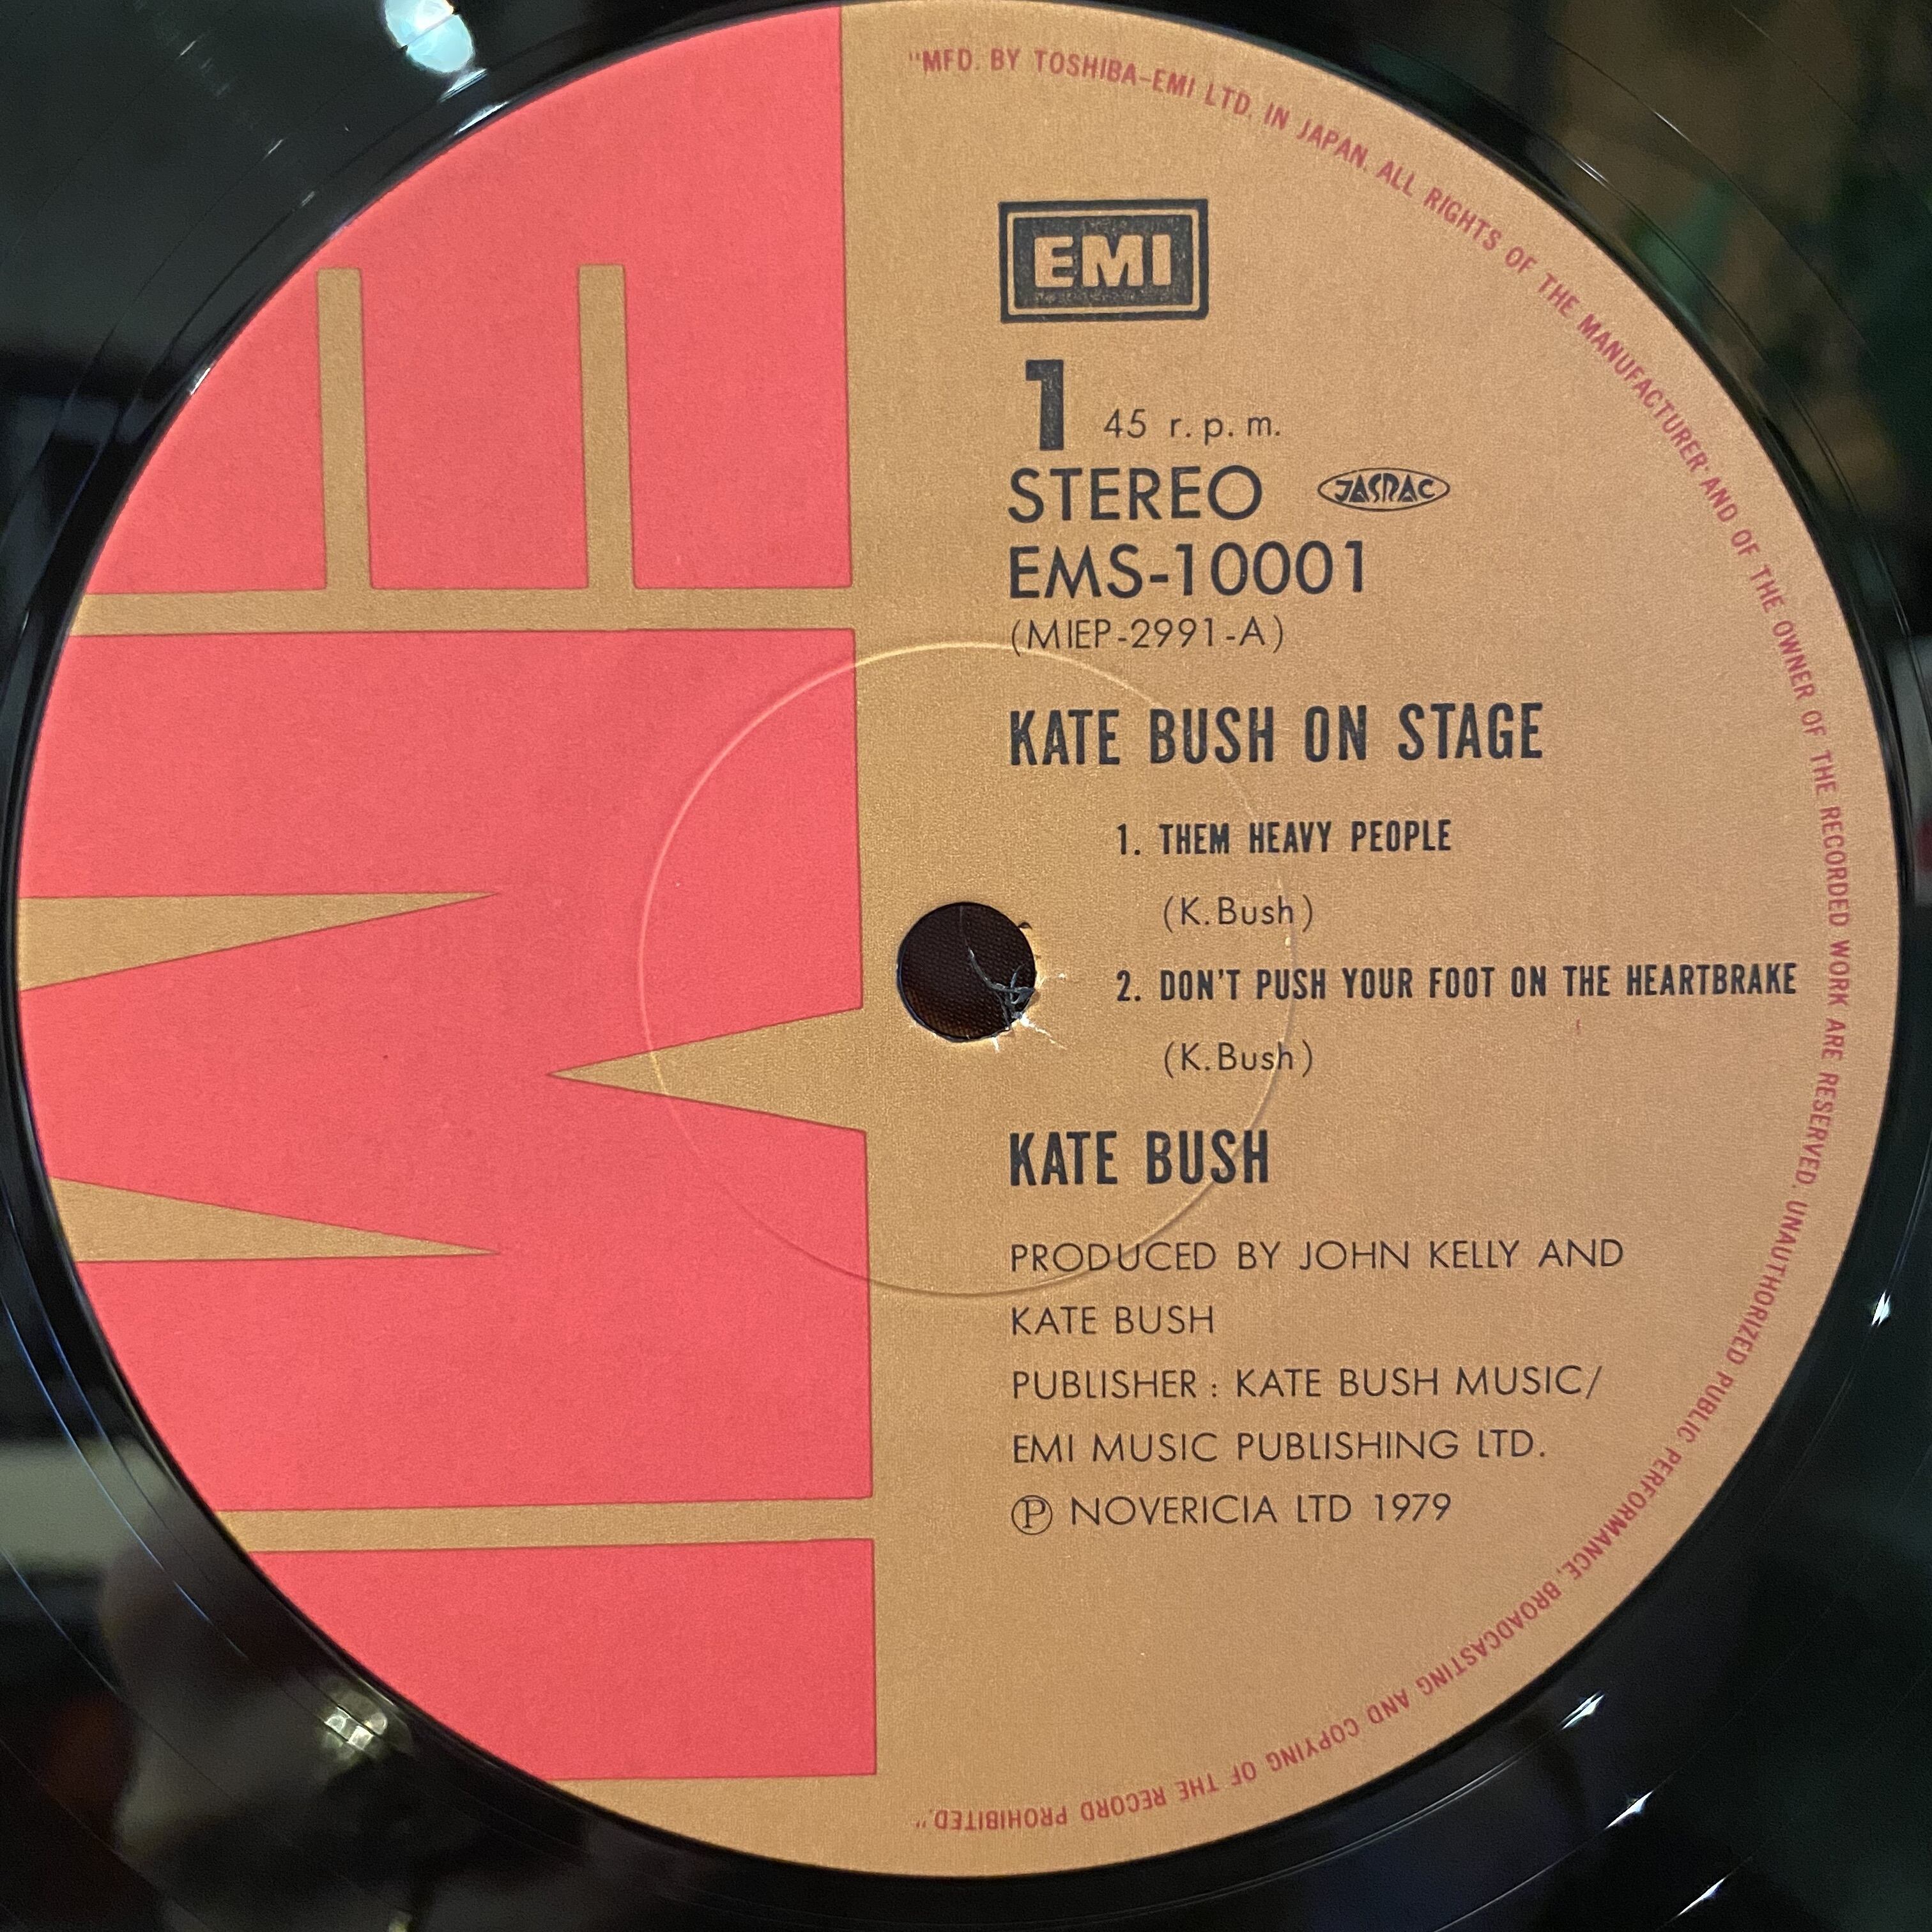 "MFD. BY TOSHIBA-EMI LTD. IN JAPAN. ALL RIGHTS OF THE MANUFACTURER AND OF THE OWNER OF THE RECORDED WORK ARE RESERVED. UNAUTHORIZED PUBLIC PERFORMANCE, BROADCASTING AND COPYING OF THE RECORD PROHIBITED."
EMI
1 45 r.p.m.
STEREO JASRAC
EMS-10001
(MIEP-2991-A)
KATE BUSH ON STAGE
1. THEM HEAVY PEOPLE
(K.Bush)
2. DON'T PUSH YOUR FOOT ON THE HEARTBRAKE
(K.Bush)
KATE BUSH
PRODUCED BY JOHN KELLY AND
KATE BUSH
PUBLISHER : KATE BUSH MUSIC/
EMI MUSIC PUBLISHING LTD.
Ⓟ NOVERICIA LTD 1979